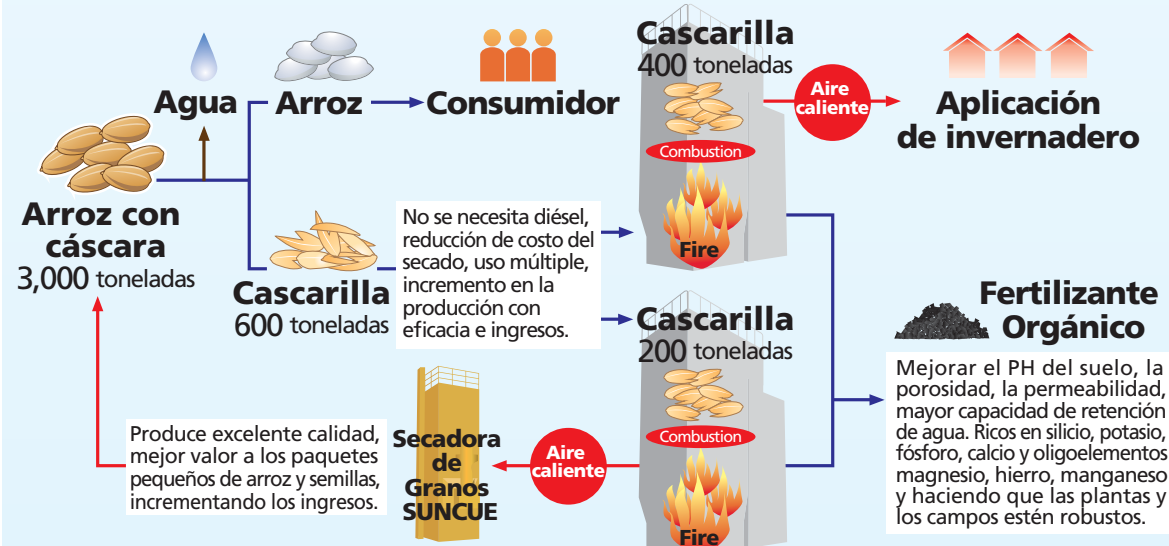 Agua
Arroz
Consumidor
Cascarilla
400 toneladas
Combustion
Fire
Aire
caliente
Aplicación
de invernadero
Arroz con
cáscara
3,000 toneladas
Cascarilla
600 toneladas
No se necesita diésel,
reducción de costo del
secado, uso múltiple,
incremento en la
producción con
eficacia e ingresos.
Cascarilla
200 toneladas
Combustion
Fire
Fertilizante
Orgánico
Mejorar el PH del suelo, la
porosidad, la permeabilidad,
mayor capacidad de retención
de agua. Ricos en silicio, potasio,
fósforo, calcio y oligoelementos
magnesio, hierro, manganeso
y haciendo que las plantas y
los campos estén robustos.
Aire
caliente
Secadora
de
Granos
SUNCUE
Produce excelente calidad,
mejor valor a los paquetes
pequeños de arroz y semillas,
incrementando los ingresos.